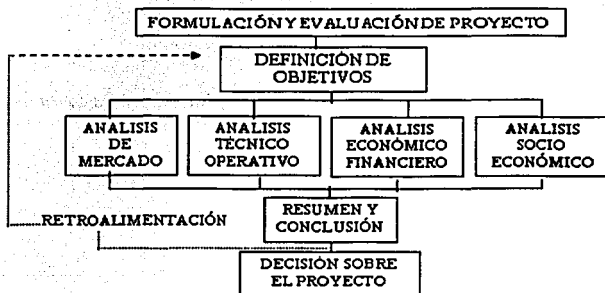 FORMULACIÓN Y EVALUACIÓN DE PROYECTO
DEFINICIÓN DE
OBJETIVOS
ANALISIS
DE
MERCADO
ANALISIS
TÉCNICO
OPERATIVO
ANALISIS
ECONÓMICO
FINANCIERO
ANALISIS
SOCIO
ECONÓMICO
RETROALIMENTACIÓN
RESUMEN Y
CONCLUSIÓN
DECISIÓN SOBRE
EL PROYECTO